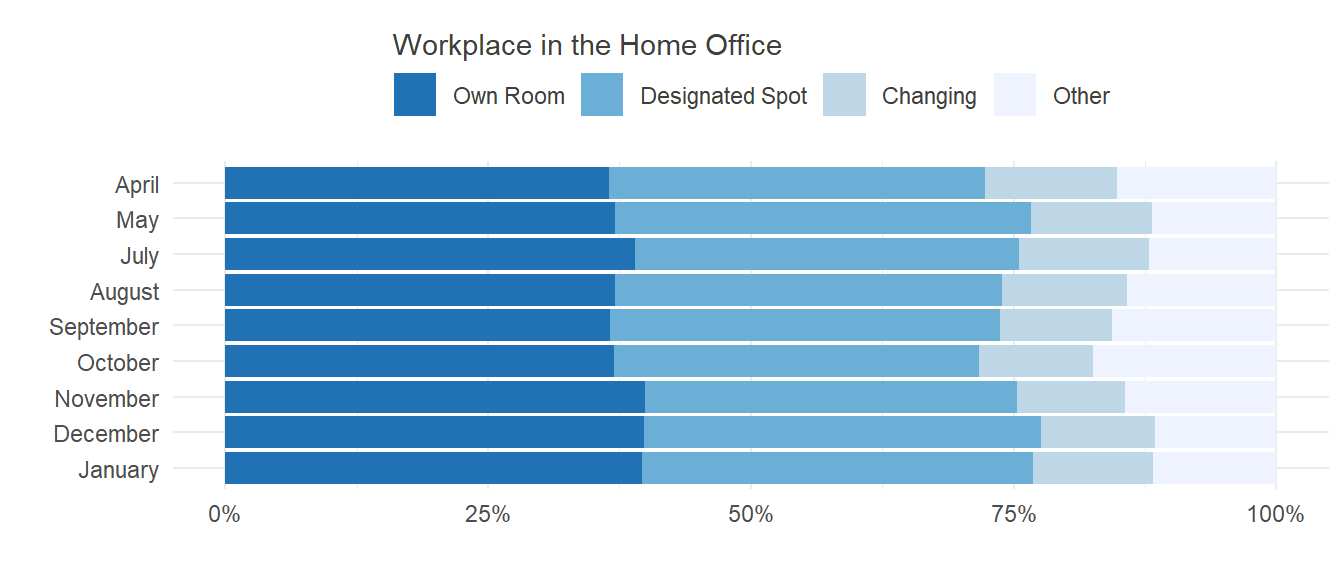 Workplace in the Home Office
Own Room Designated Spot Changing Other
April
May
July
August
September
October
November
December
January
0% 25% 50% 75% 100%